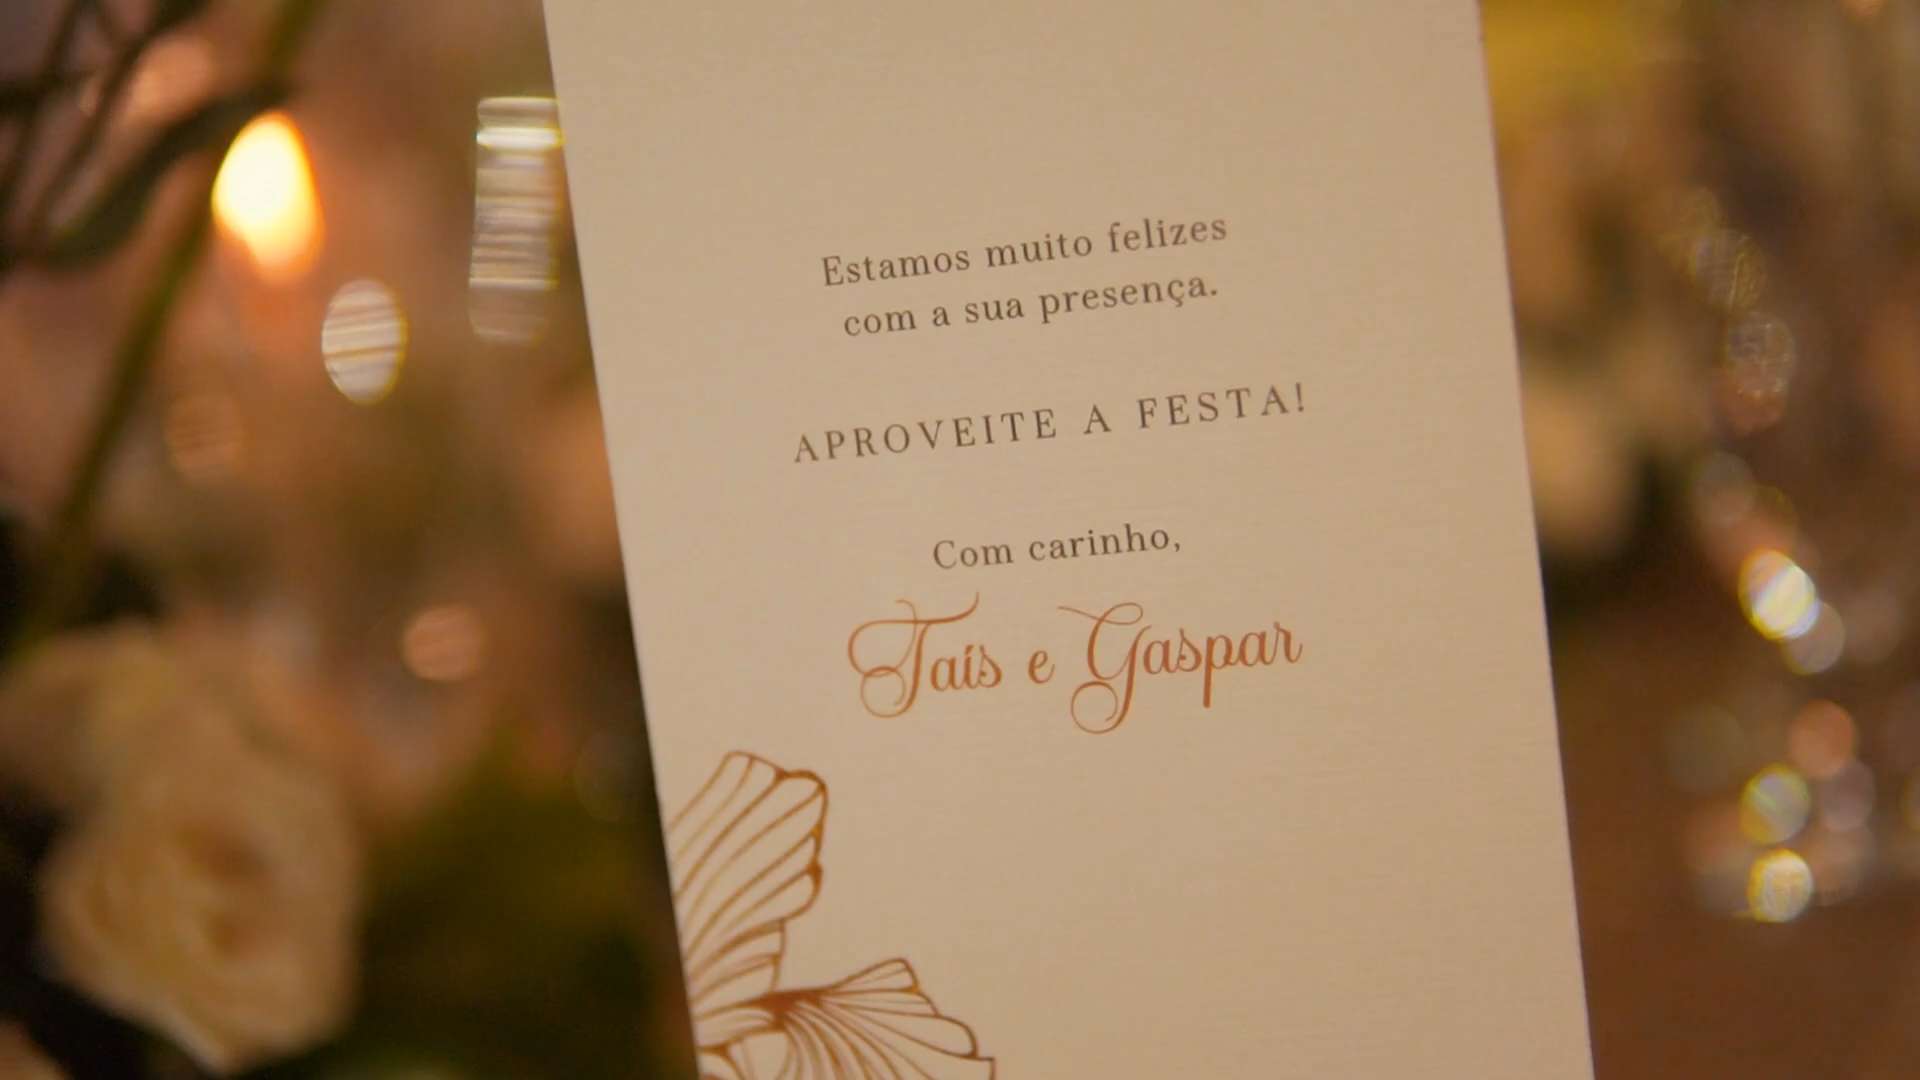 Estamos muito felizes
com a sua presença.
APROVEITE A FESTA!
Com carinho,
Taís e Gaspar